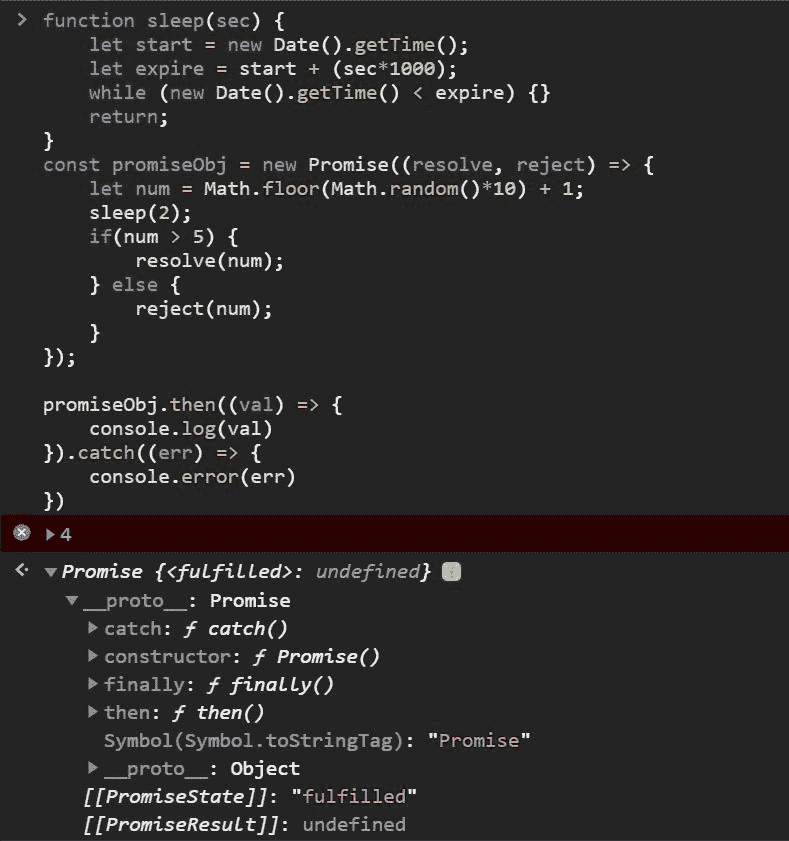 > function sleep(sec) {
    let start = new Date().getTime();
    let expire = start + (sec*1000);
    while (new Date().getTime() < expire) {}
    return;
}
const promiseObj = new Promise((resolve, reject) => {
    let num = Math.floor(Math.random()*10) + 1;
    sleep(2);
    if(num > 5) {
        resolve(num);
    } else {
        reject(num);
    }
});

promiseObj.then((val) => {
    console.log(val)
}).catch((err) => {
    console.error(err)
})
4
Promise {<fulfilled>: undefined} i
__proto__: Promise
catch: ƒ catch()
constructor: ƒ Promise()
finally: ƒ finally()
then: ƒ then()
Symbol(Symbol.toStringTag): "Promise"
__proto__: Object
[[PromiseState]]: "fulfilled"
[[PromiseResult]]: undefined